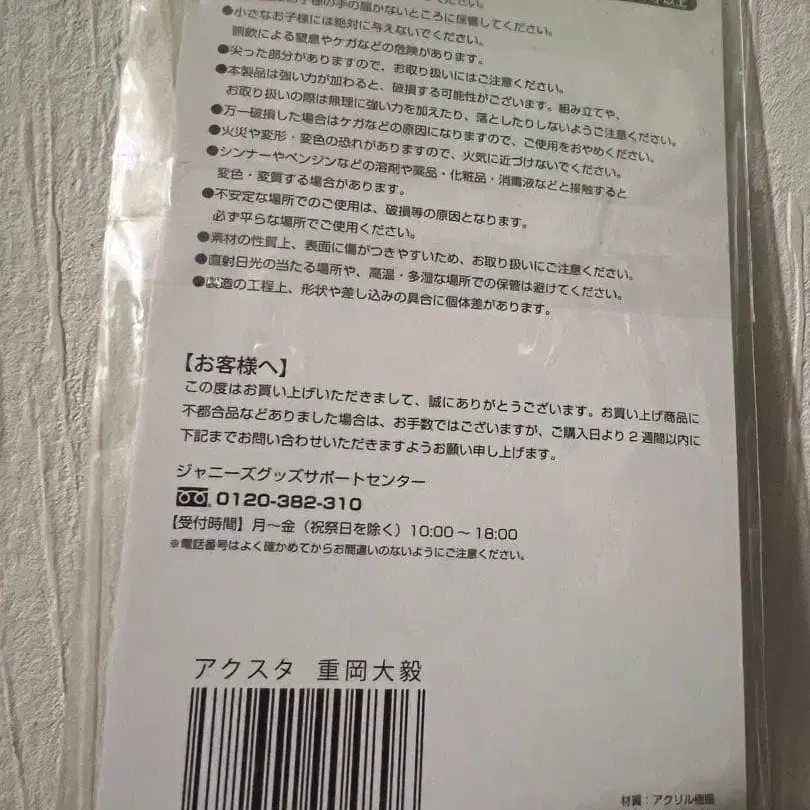 お子様の手の届かないところに保管してください。
●小さなお子様には絶対に与えないでください。
誤飲による窒息やケガなどの危険があります。
●尖った部分がありますので、お取り扱いにはご注意ください。
●本製品は強い力が加わると、破損する可能性がございます。組み立てや、
お取り扱いの際は無理に強い力を加えたり、落としたりしないようご注意ください。
●万一破損した場合はケガなどの原因になりますので、ご使用をおやめください。
●火災や変形・変色の恐れがありますので、火気に近づけないでください。
●シンナーやベンジンなどの溶剤や薬品・化粧品・消毒液などと接触すると
変色・変質する場合があります。
●不安定な場所でのご使用は、破損等の原因となります。
必ず平らな場所でご使用ください。
●素材の性質上、表面に傷がつきやすいため、お取り扱いにご注意ください。
●直射日光の当たる場所や、高温・多湿な場所での保管は避けてください。
●製造の工程上、形状や差し込みの具合に個体差があります。
【お客様へ】
この度はお買い上げいただきまして、誠にありがとうございます。お買い上げ商品に
不都合品などありました場合は、お手数ではございますが、ご購入日より2週間以内に
下記までお問い合わせいただきますようお願い申し上げます。
ジャニーズグッズサポートセンター
0120-382-310
【受付時間】月〜金（祝祭日を除く）10:00〜18:00
※電話番号はよく確かめてからお間違いのないようにご注意ください。
アクスタ 重岡大毅
材質：アクリル樹脂